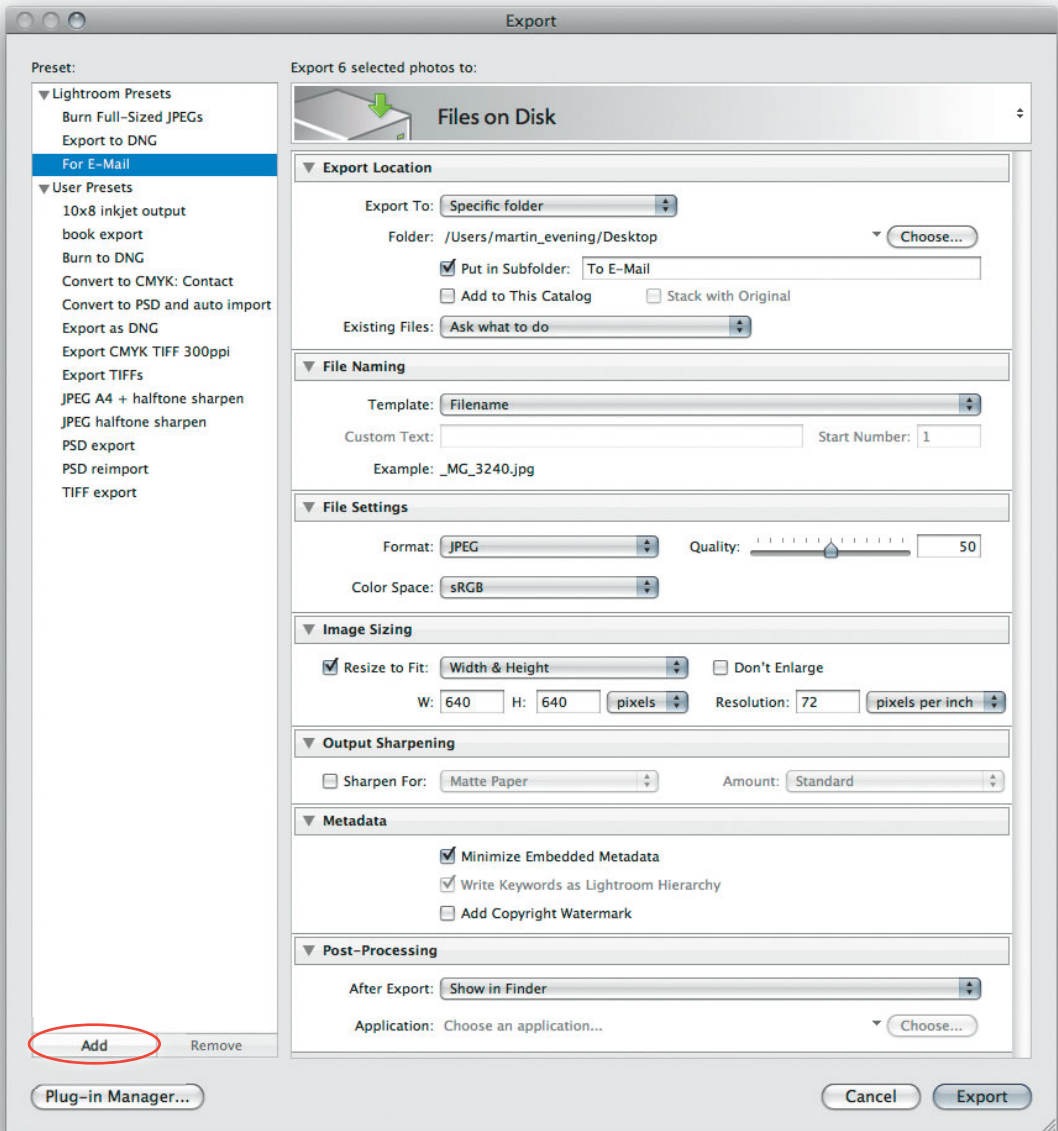 Export
Preset:
Lightroom Presets
Burn Full-Sized JPEGs
Export to DNG
For E-Mail
User Presets
10x8 inkjet output
book export
Burn to DNG
Convert to CMYK: Contact
Convert to PSD and auto import
Export as DNG
Export CMYK TIFF 300ppi
Export TIFFs
JPEG A4 + halftone sharpen
JPEG halftone sharpen
PSD export
PSD reimport
TIFF export
Add Remove
Plug-in Manager...
Export 6 selected photos to:
Files on Disk
Export Location
Export To: Specific folder
Folder: /Users/martin_evening/Desktop Choose...
Put in Subfolder: To E-Mail
Add to This Catalog Stack with Original
Existing Files: Ask what to do
File Naming
Template: Filename
Custom Text: Start Number: 1
Example: _MG_3240.jpg
File Settings
Format: JPEG Quality: 50
Color Space: sRGB
Image Sizing
Resize to Fit: Width & Height Don't Enlarge
W: 640 H: 640 pixels Resolution: 72 pixels per inch
Output Sharpening
Sharpen For: Matte Paper Amount: Standard
Metadata
Minimize Embedded Metadata
Write Keywords as Lightroom Hierarchy
Add Copyright Watermark
Post-Processing
After Export: Show in Finder
Application: Choose an application... Choose...
Cancel Export